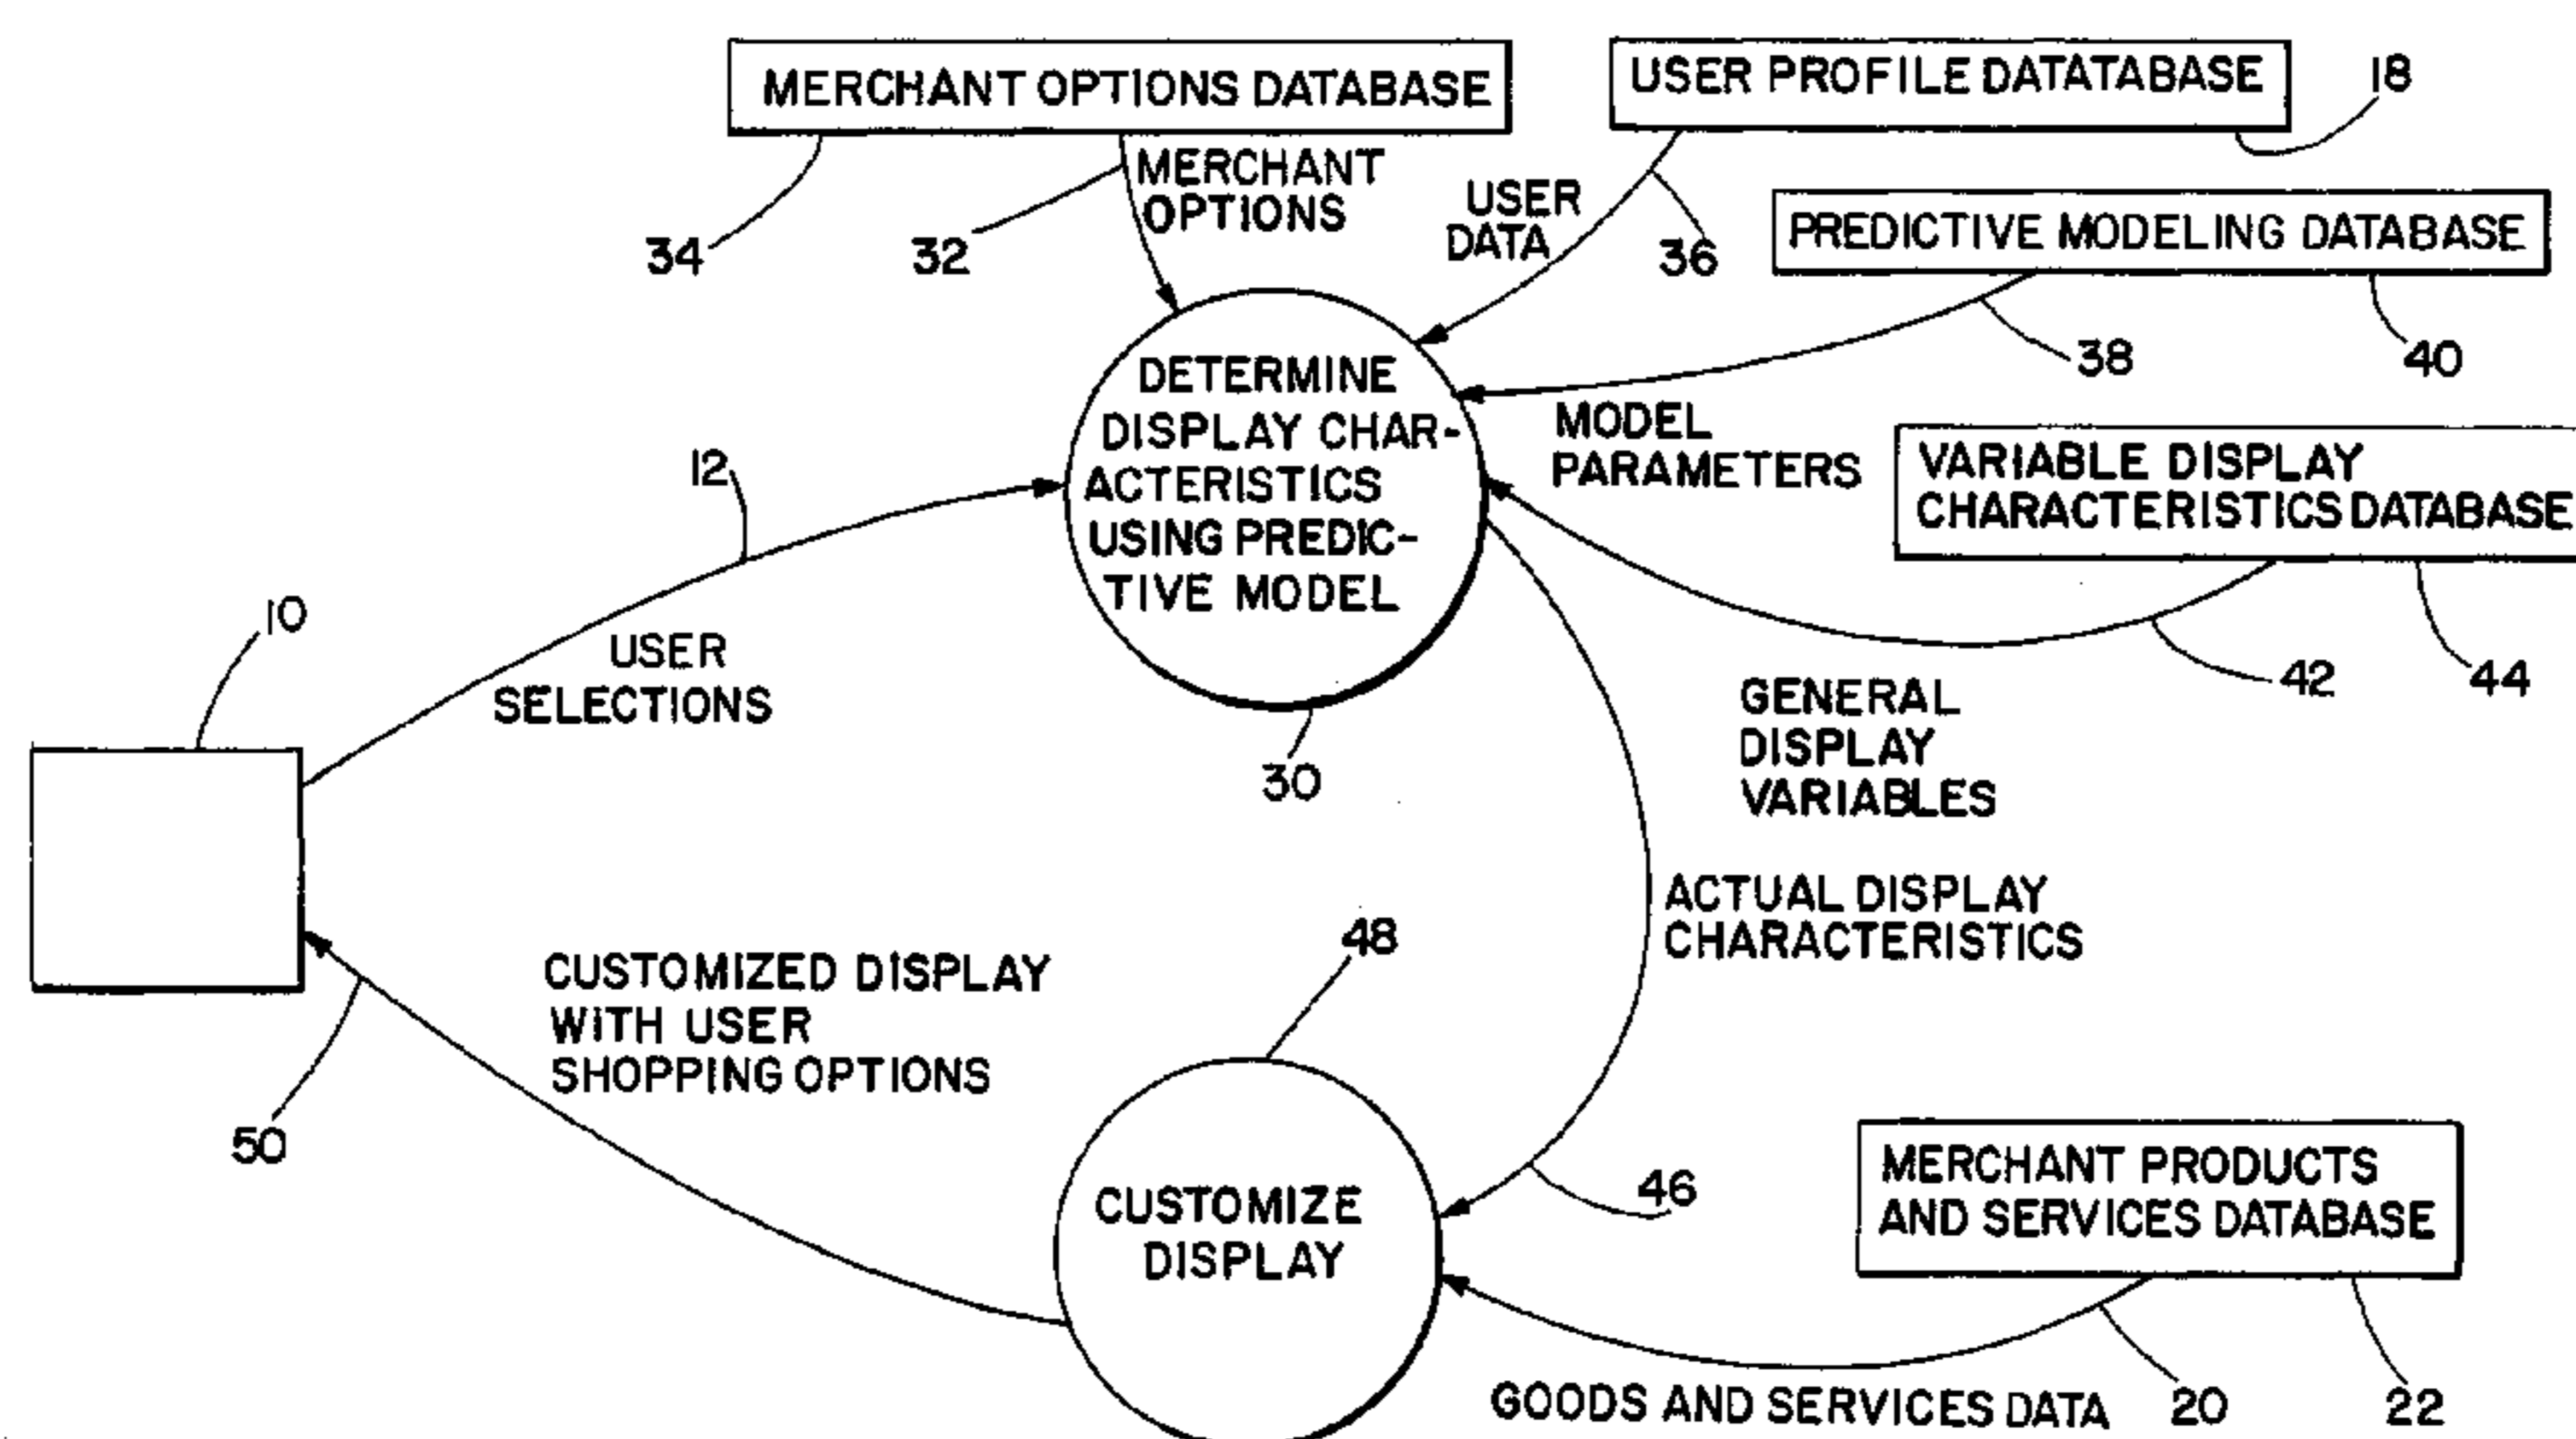 MERCHANT OPTIONS DATABASE
USER PROFILE DATATABASE
18
MERCHANT
OPTIONS
USER
DATA
34
32
36
PREDICTIVE MODELING DATABASE
38
40
DETERMINE
DISPLAY CHAR-
ACTERISTICS
USING PREDIC-
TIVE MODEL
MODEL
PARAMETERS
VARIABLE DISPLAY
CHARACTERISTICS DATABASE
12
10
USER
SELECTIONS
30
42
44
GENERAL
DISPLAY
VARIABLES
ACTUAL DISPLAY
CHARACTERISTICS
48
CUSTOMIZED DISPLAY
WITH USER
SHOPPING OPTIONS
50
46
CUSTOMIZE
DISPLAY
MERCHANT PRODUCTS
AND SERVICES DATABASE
GOODS AND SERVICES DATA
20
22